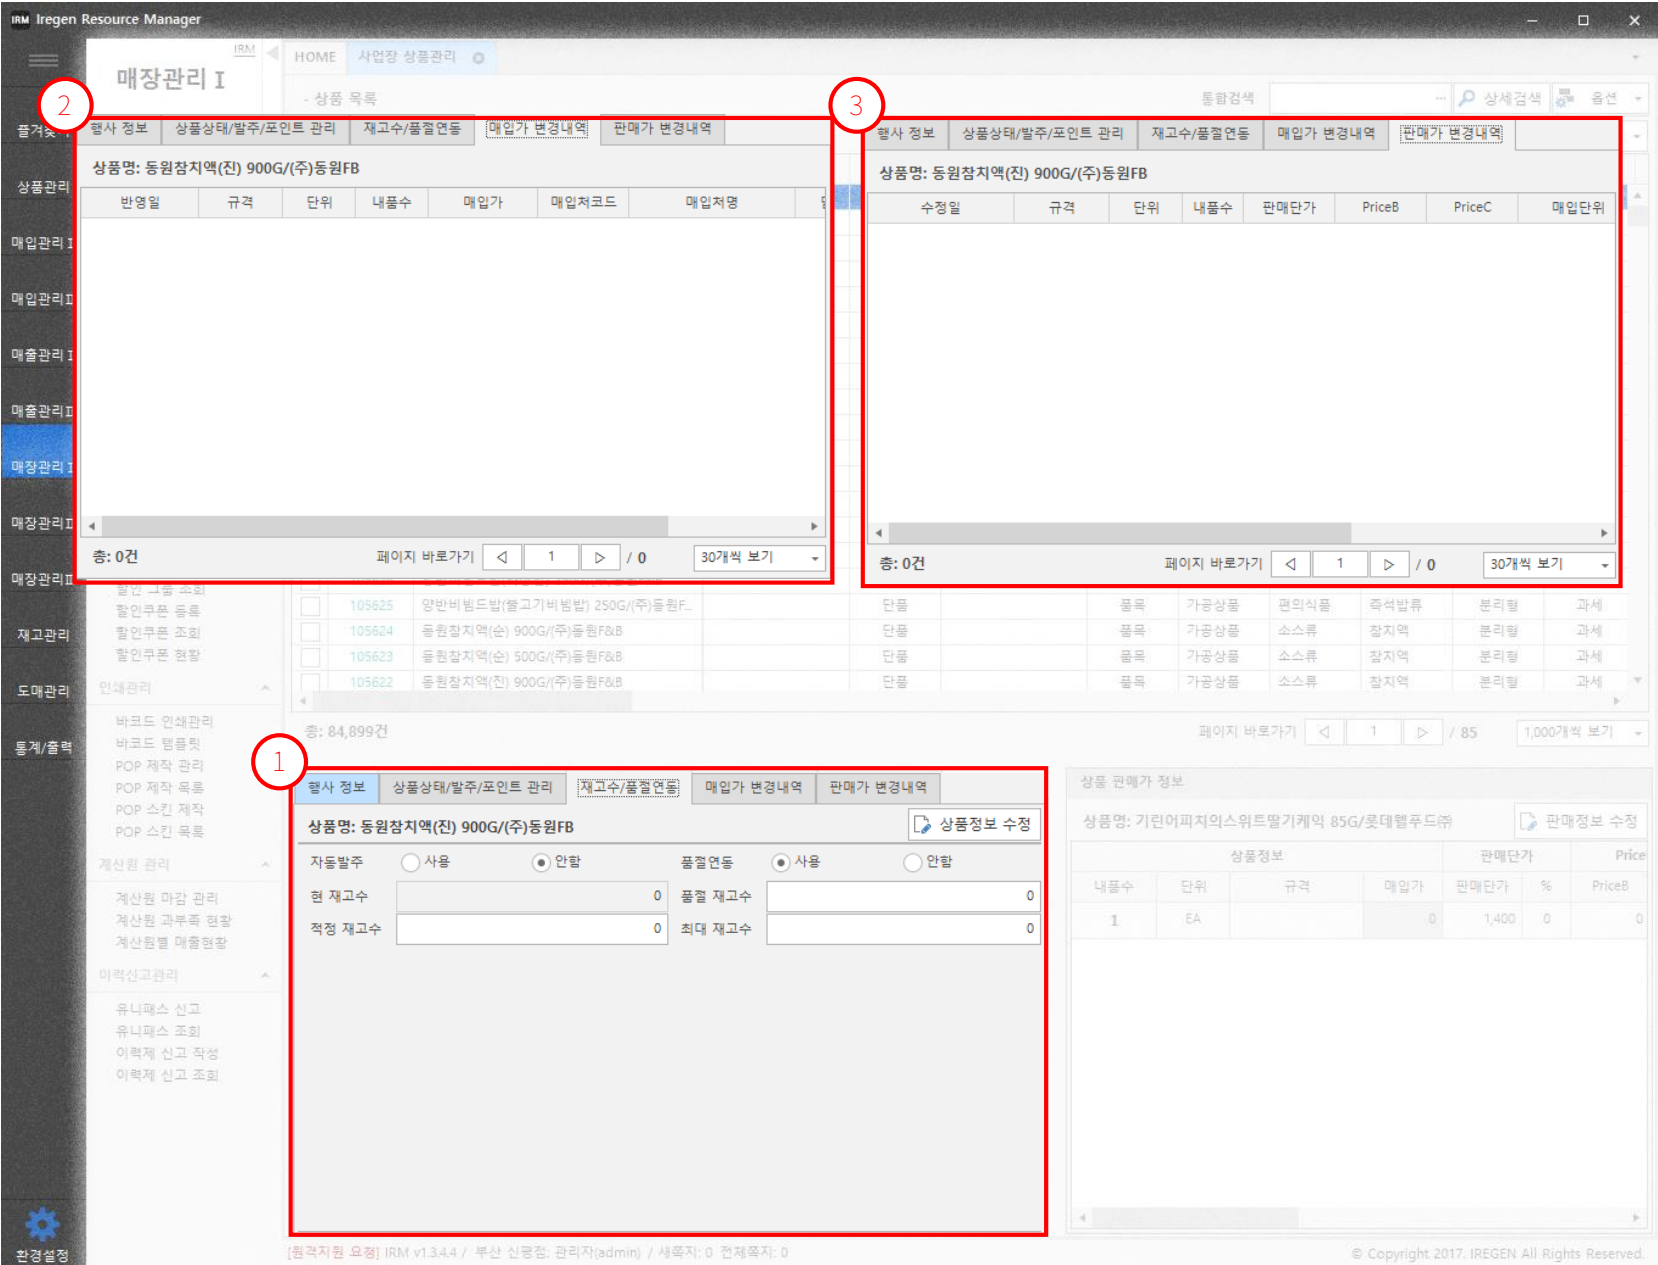 IRM Iregen Resource Manager
IRM
매장관리 I
HOME
사업장 상품관리
- 상품 목록
통합검색
상세검색
옵션
즐겨찾기
상품관리
매입관리 I
매입관리 II
매출관리 I
매출관리 II
매장관리 I
매장관리 II
매장관리 III
재고관리
도매관리
통계/출력
환경설정
2
행사 정보
상품상태/발주/포인트 관리
재고수/품절연동
매입가 변경내역
판매가 변경내역
상품명: 동원참치액(진) 900G/(주)동원FB
반영일 규격 단위 내품수 매입가 매입처코드 매입처명
총: 0건
페이지 바로가기 1 / 0
30개씩 보기
3
행사 정보
상품상태/발주/포인트 관리
재고수/품절연동
매입가 변경내역
판매가 변경내역
상품명: 동원참치액(진) 900G/(주)동원FB
수정일 규격 단위 내품수 판매단가 PriceB PriceC 매입단위
총: 0건
페이지 바로가기 1 / 0
30개씩 보기
할인 그룹 조회
할인쿠폰 등록
할인쿠폰 조회
할인쿠폰 현황
인쇄관리
바코드 인쇄관리
바코드 템플릿
POP 제작 관리
POP 제작 목록
POP 스킨 제작
POP 스킨 목록
계산원 관리
계산원 마감 관리
계산원 과부족 현황
계산원별 매출현황
이력신고관리
유니패스 신고
유니패스 조회
이력제 신고 작성
이력제 신고 조회
105625 양반비빔드밥(불고기비빔밥) 250G/(주)동원F... 단품 품목 가공상품 편의식품 즉석밥류 분리형 과세
105624 동원참치액(순) 900G/(주)동원F&B 단품 품목 가공상품 소스류 참치액 분리형 과세
105623 동원참치액(순) 500G/(주)동원F&B 단품 품목 가공상품 소스류 참치액 분리형 과세
105622 동원참치액(진) 900G/(주)동원F&B 단품 품목 가공상품 소스류 참치액 분리형 과세
총: 84,899건
페이지 바로가기 1 / 85
1,000개씩 보기
1
행사 정보
상품상태/발주/포인트 관리
재고수/품절연동
매입가 변경내역
판매가 변경내역
상품명: 동원참치액(진) 900G/(주)동원FB
상품정보 수정
자동발주 사용 안함 품절연동 사용 안함
현 재고수 0 품절 재고수 0
적정 재고수 0 최대 재고수 0
상품 판매가 정보
상품명: 기린어피치의스위트딸기케익 85G/롯데웰푸드㈜
판매정보 수정
상품정보 판매단가 Price
내품수 단위 규격 매입가 판매단가 % PriceB
1 EA 0 1,400 0 0
[원격지원 요청] IRM v1.3.4.4 / 부산 신평점: 관리자(admin) / 새쪽지: 0 전체쪽지: 0
© Copyright 2017. IREGEN All Rights Reserved.